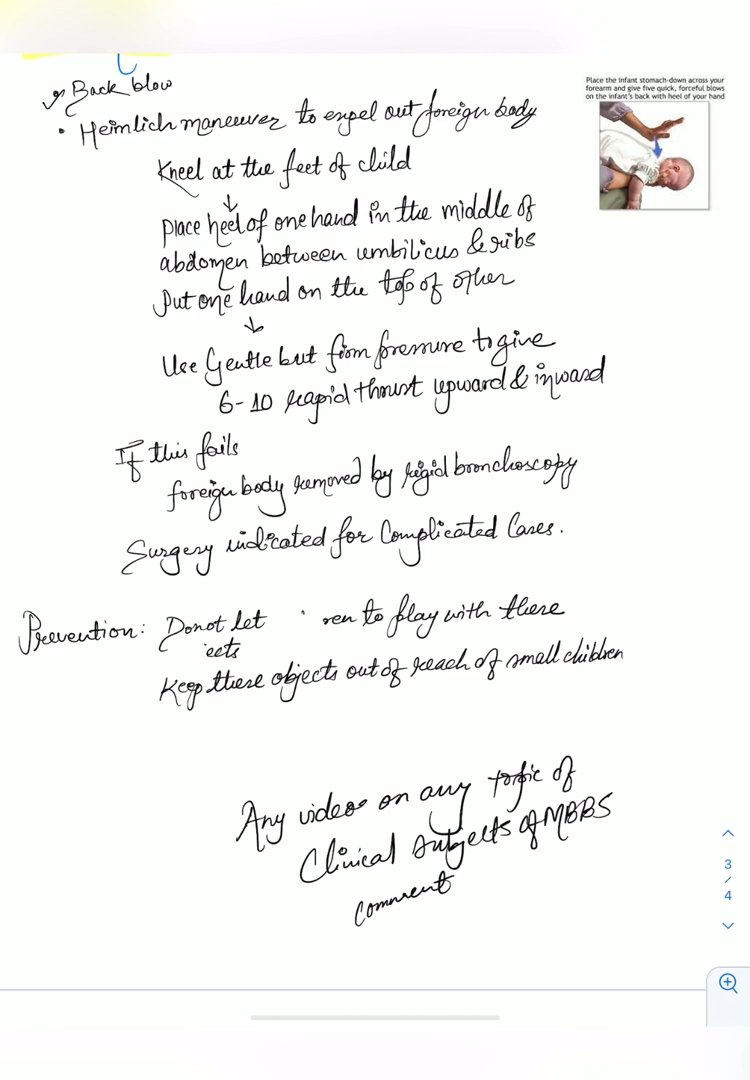 Back blow
• Heimlich maneuver to expel out foreign body
Place the infant stomach-down across your
forearm and give five quick, forceful blows
on the infant's back with heel of your hand
Kneel at the feet of child
↓
Place heel of one hand in the middle of
abdomen between umbilicus & ribs
Put one hand on the top of other
↓
Use Gentle but firm pressure to give
6-10 rapid thrust upward & inward
If this fails
foreign body removed by rigid bronchoscopy
Surgery indicated for Complicated Cases.
Prevention: Donot let ren to play with these
ects
Keep these objects out of reach of small children
Any video on any topic of
Clinical subjects of MBBS
comment
3
/
4